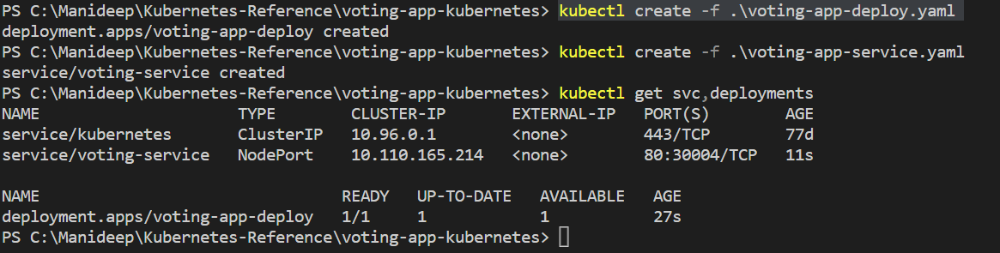 PS C:\Manideep\Kubernetes-Reference\voting-app-kubernetes> kubectl create -f .\voting-app-deploy.yaml
deployment.apps/voting-app-deploy created
PS C:\Manideep\Kubernetes-Reference\voting-app-kubernetes> kubectl create -f .\voting-app-service.yaml
service/voting-service created
PS C:\Manideep\Kubernetes-Reference\voting-app-kubernetes> kubectl get svc,deployments
NAME                     TYPE        CLUSTER-IP       EXTERNAL-IP   PORT(S)        AGE
service/kubernetes       ClusterIP   10.96.0.1        <none>        443/TCP        77d
service/voting-service   NodePort    10.110.165.214   <none>        80:30004/TCP   11s
NAME                                READY   UP-TO-DATE   AVAILABLE   AGE
deployment.apps/voting-app-deploy   1/1     1            1           27s
PS C:\Manideep\Kubernetes-Reference\voting-app-kubernetes>